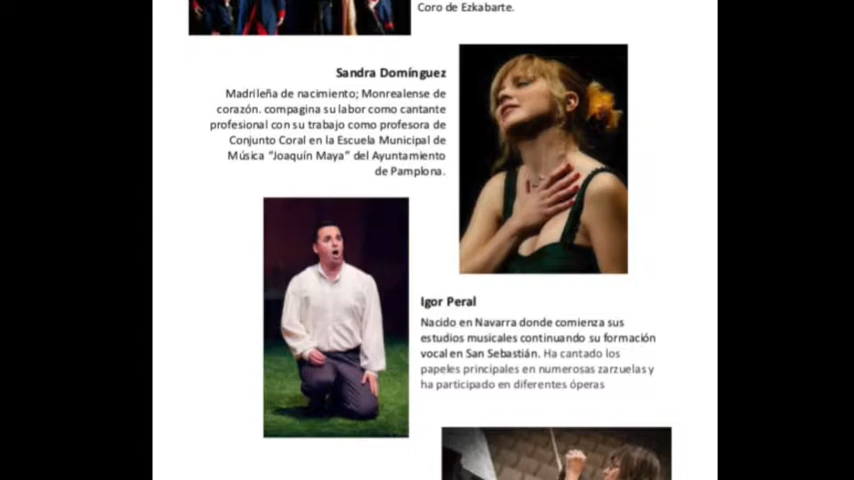 Coro de Ezkabarte.
Sandra Domínguez
Madrileña de nacimiento; Monrealense de
corazón. compagina su labor como cantante
profesional con su trabajo como profesora de
Conjunto Coral en la Escuela Municipal de
Música "Joaquín Maya" del Ayuntamiento
de Pamplona.
Igor Peral
Nacido en Navarra donde comienza sus
estudios musicales continuando su formación
vocal en San Sebastián. Ha cantado los
papeles principales en numerosas zarzuelas y
ha participado en diferentes óperas